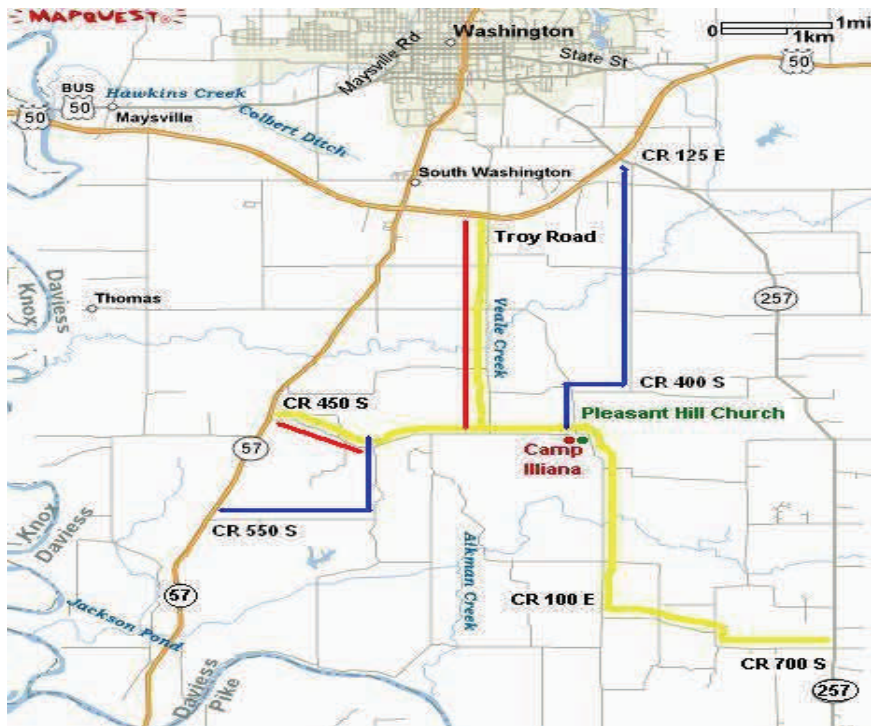 MAPQUEST
0 1mi
1km
Washington
State St
Maysville Rd
50
BUS
50
50
Hawkins Creek
Maysville
Colbert Ditch
CR 125 E
South Washington
Troy Road
Daviess
Knox
Thomas
257
Veale Creek
CR 400 S
CR 450 S
Pleasant Hill Church
57
Camp
Illiana
Knox
Daviess
CR 550 S
Aikman Creek
57
CR 100 E
Jackson Pond
CR 700 S
Daviess
Pike
257